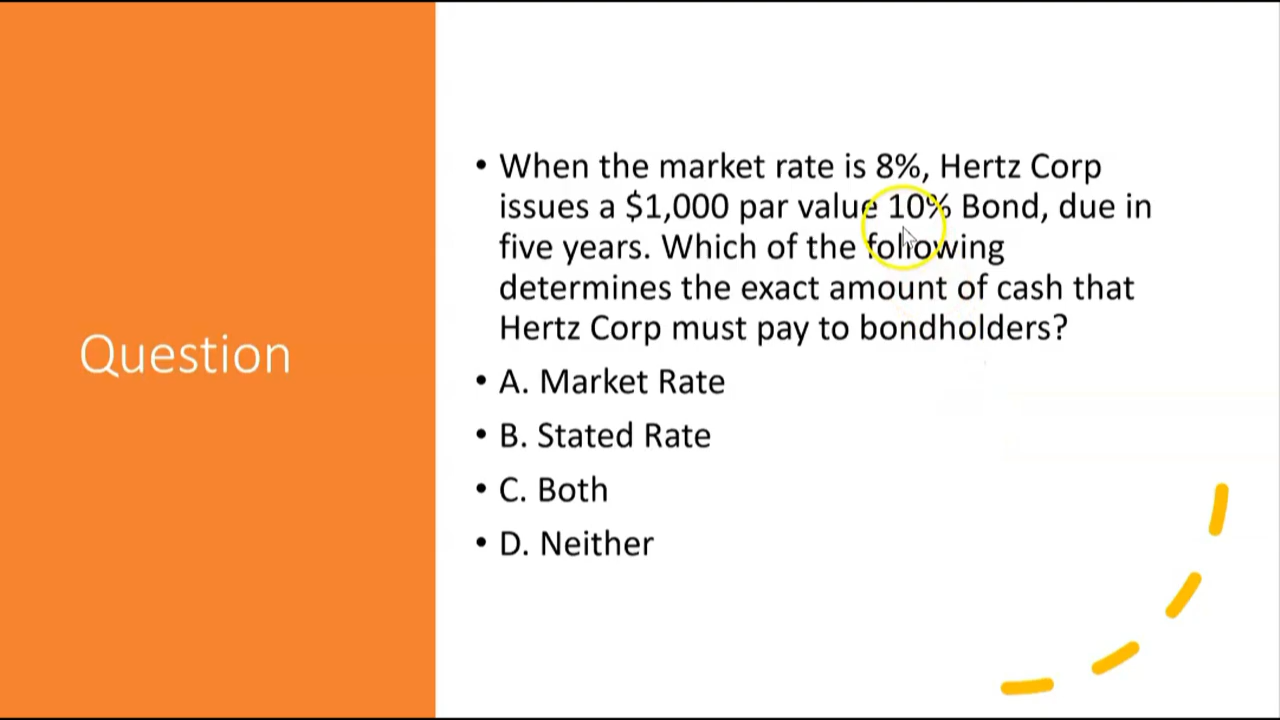 Question
• When the market rate is 8%, Hertz Corp
issues a $1,000 par value 10% Bond, due in
five years. Which of the following
determines the exact amount of cash that
Hertz Corp must pay to bondholders?
• A. Market Rate
• B. Stated Rate
• C. Both
• D. Neither